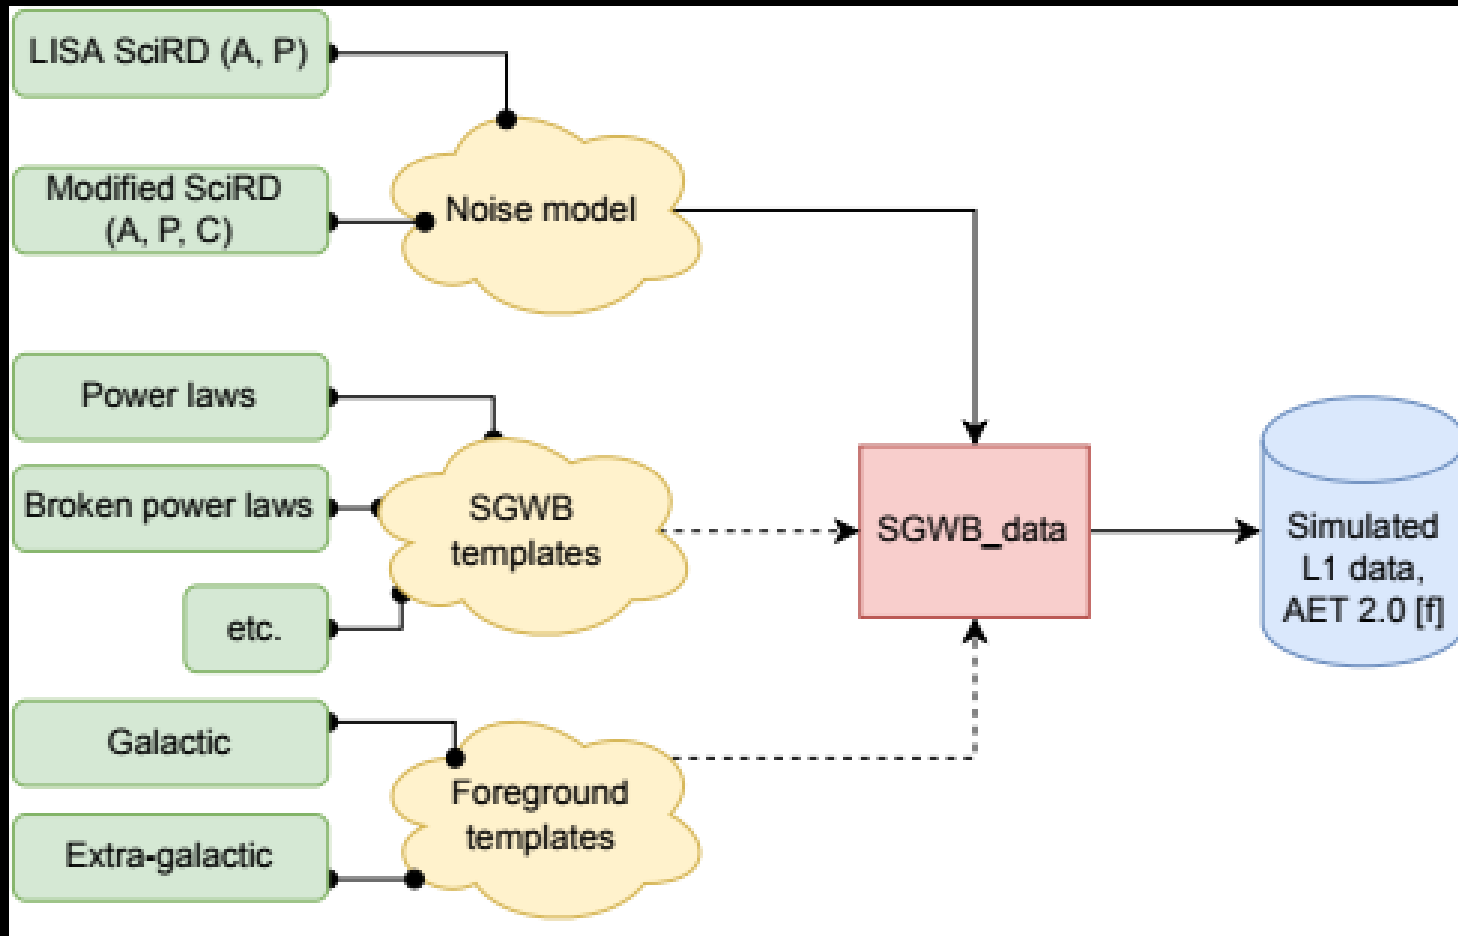 LISA SciRD (A, P)
Modified SciRD
(A, P, C)
Noise model
Power laws
Broken power laws
etc.
SGWB
templates
SGWB_data
Simulated
L1 data,
AET 2.0 [f]
Galactic
Extra-galactic
Foreground
templates